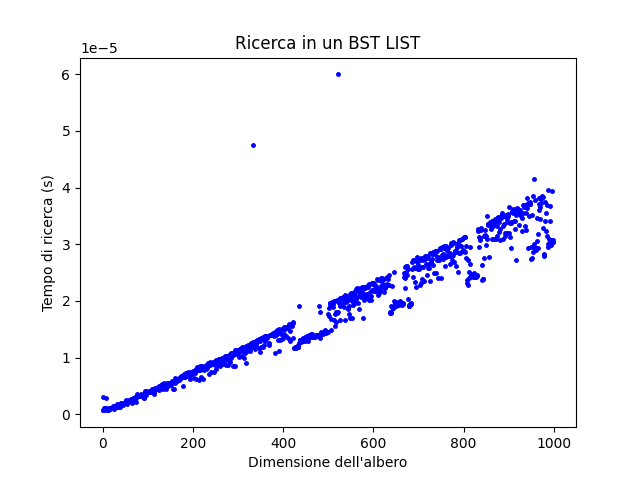 Ricerca in un BST LIST
1e−5
6
5
4
3
2
1
0
Tempo di ricerca (s)
0 200 400 600 800 1000
Dimensione dell'albero